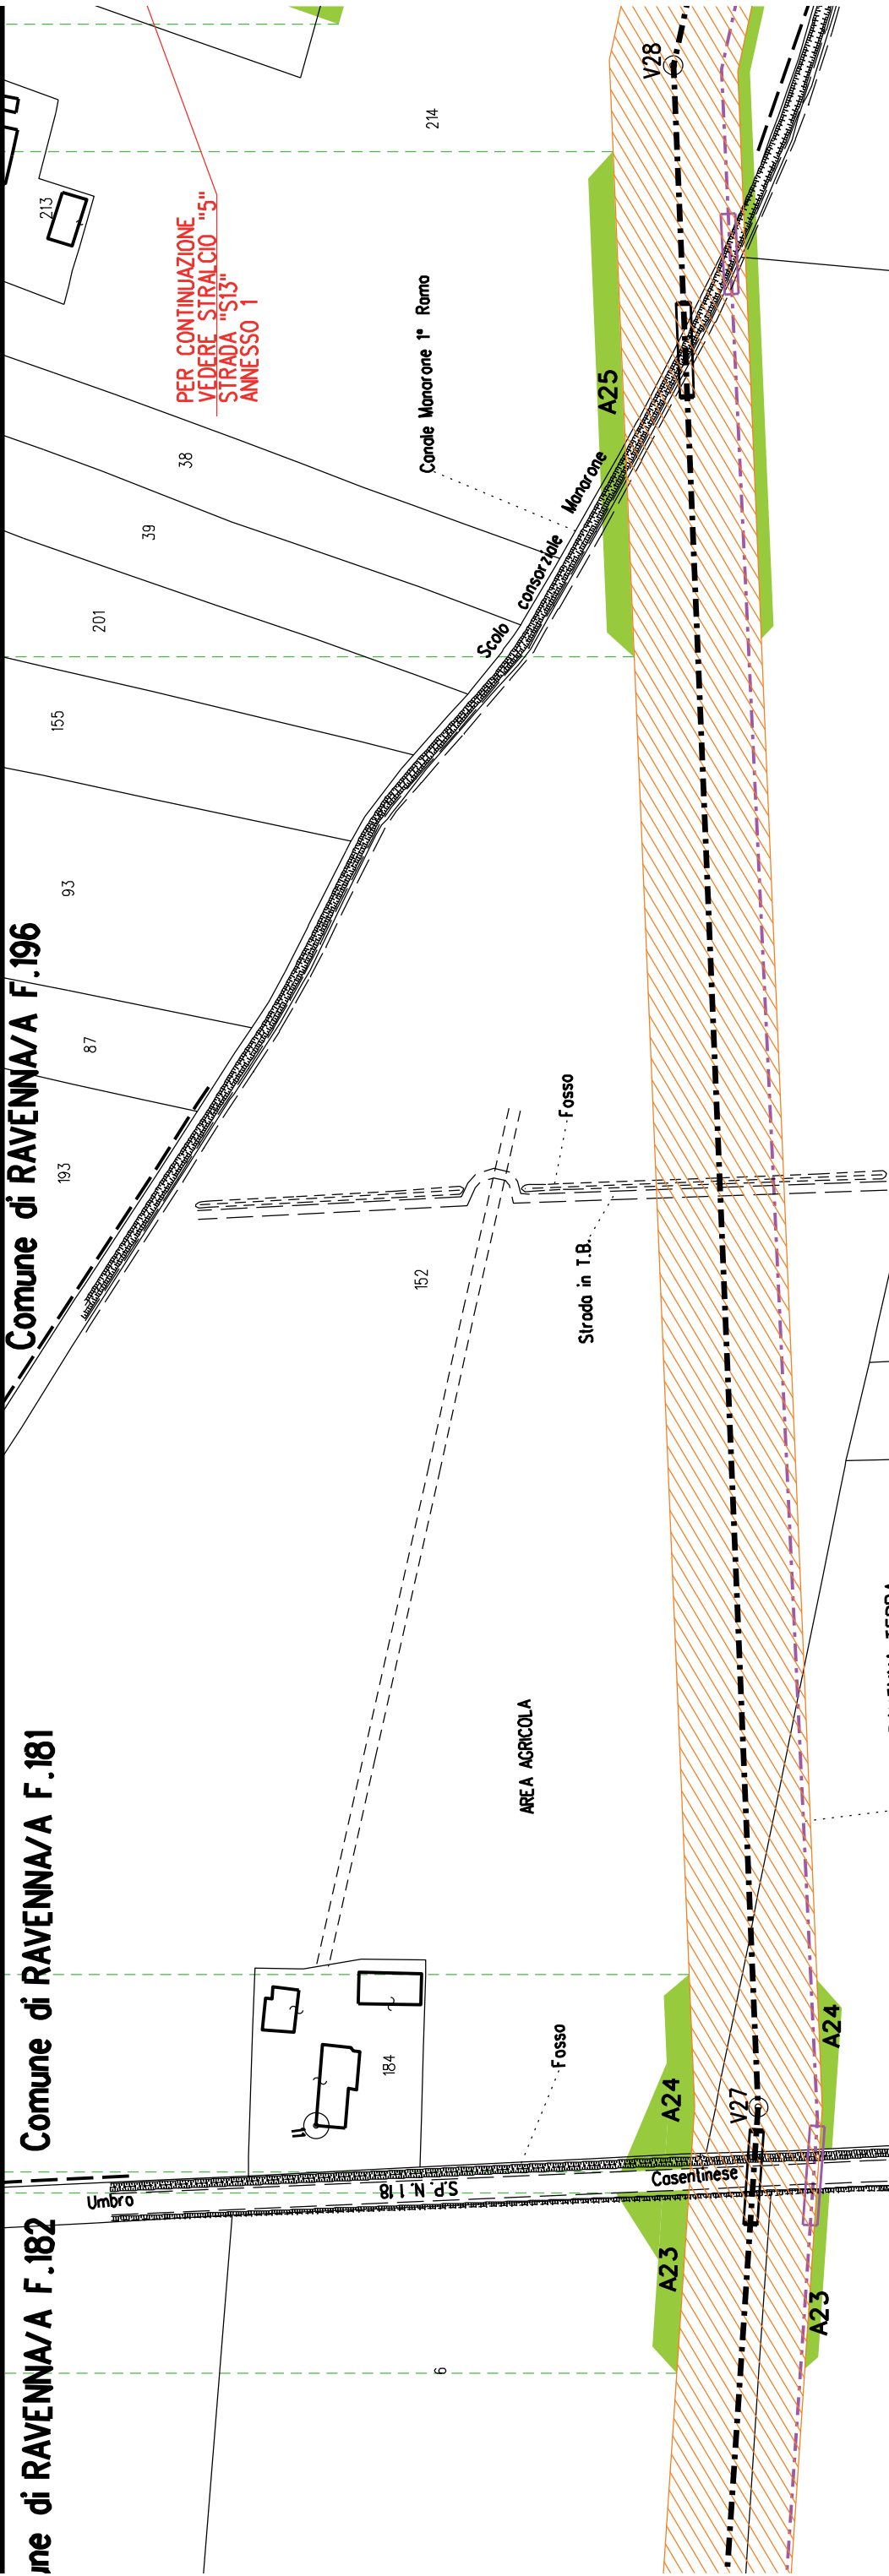 une di RAVENNA/A F.182
Comune di RAVENNA/A F.181
Comune di RAVENNA/A F.196
Umbro
S.P. N.118
Casentinese
184
6
Fosso
AREA AGRICOLA
A23
A23
A24
A24
V27
193
87
93
155
201
39
38
213
214
152
Strada in T.B.
Fosso
Scolo consorziale Manarone
Canale Manarone 1° Ramo
PER CONTINUAZIONE
VEDERE STRALCIO "5"
STRADA "S13"
ANNESSO 1
A25
V28